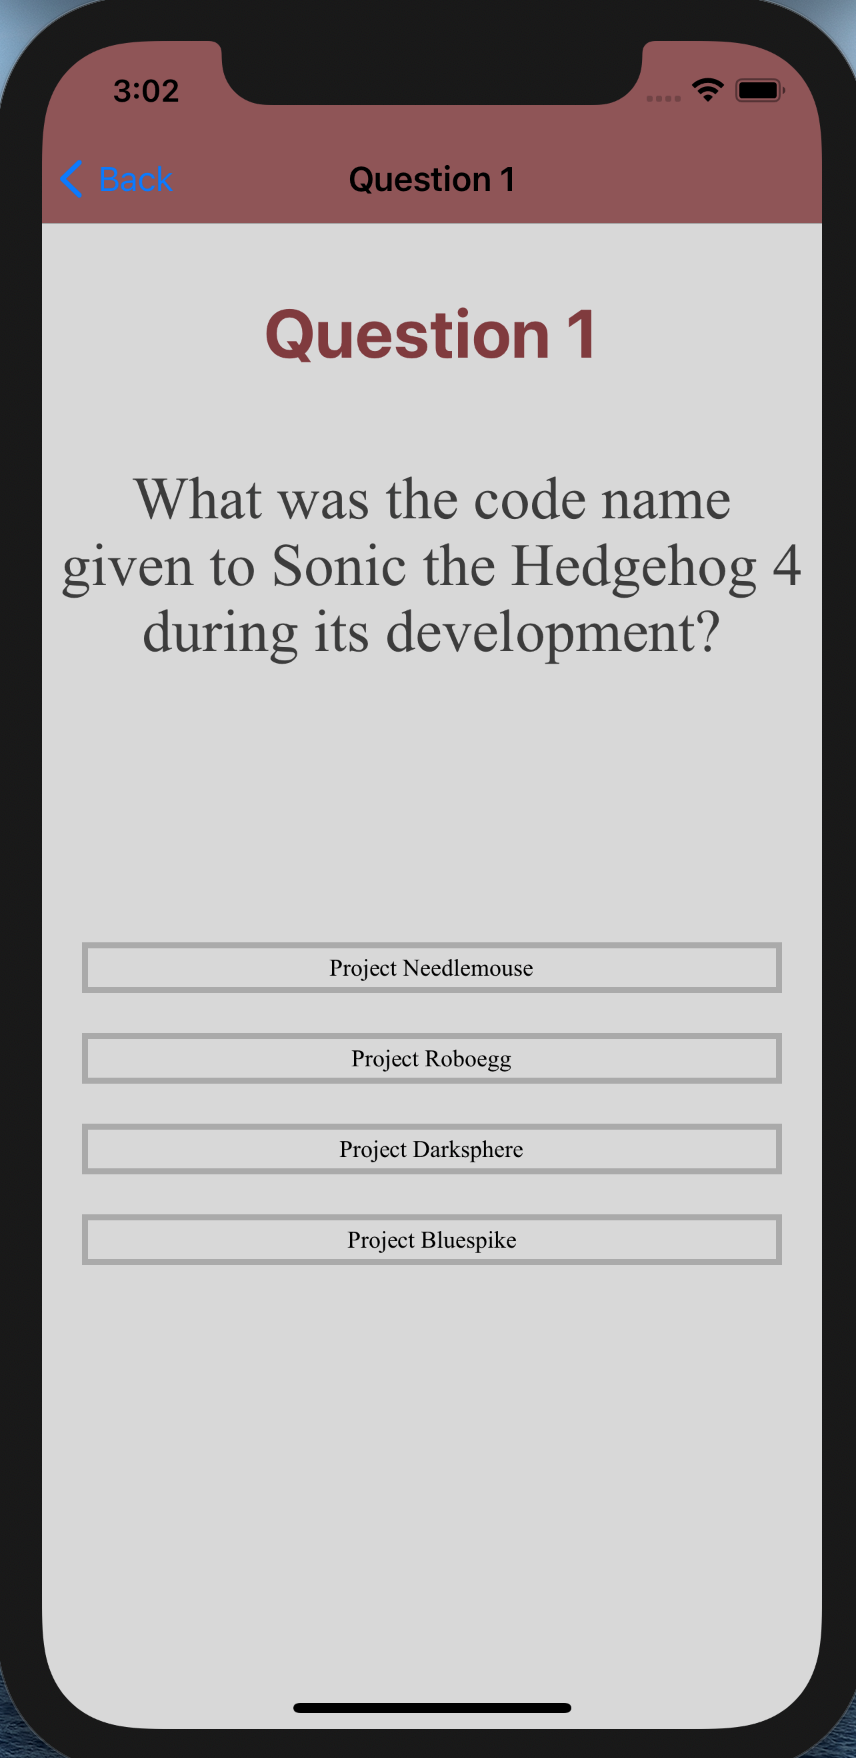 3:02
Back
Question 1
Question 1
What was the code name
given to Sonic the Hedgehog 4
during its development?
Project Needlemouse
Project Roboegg
Project Darksphere
Project Bluespike